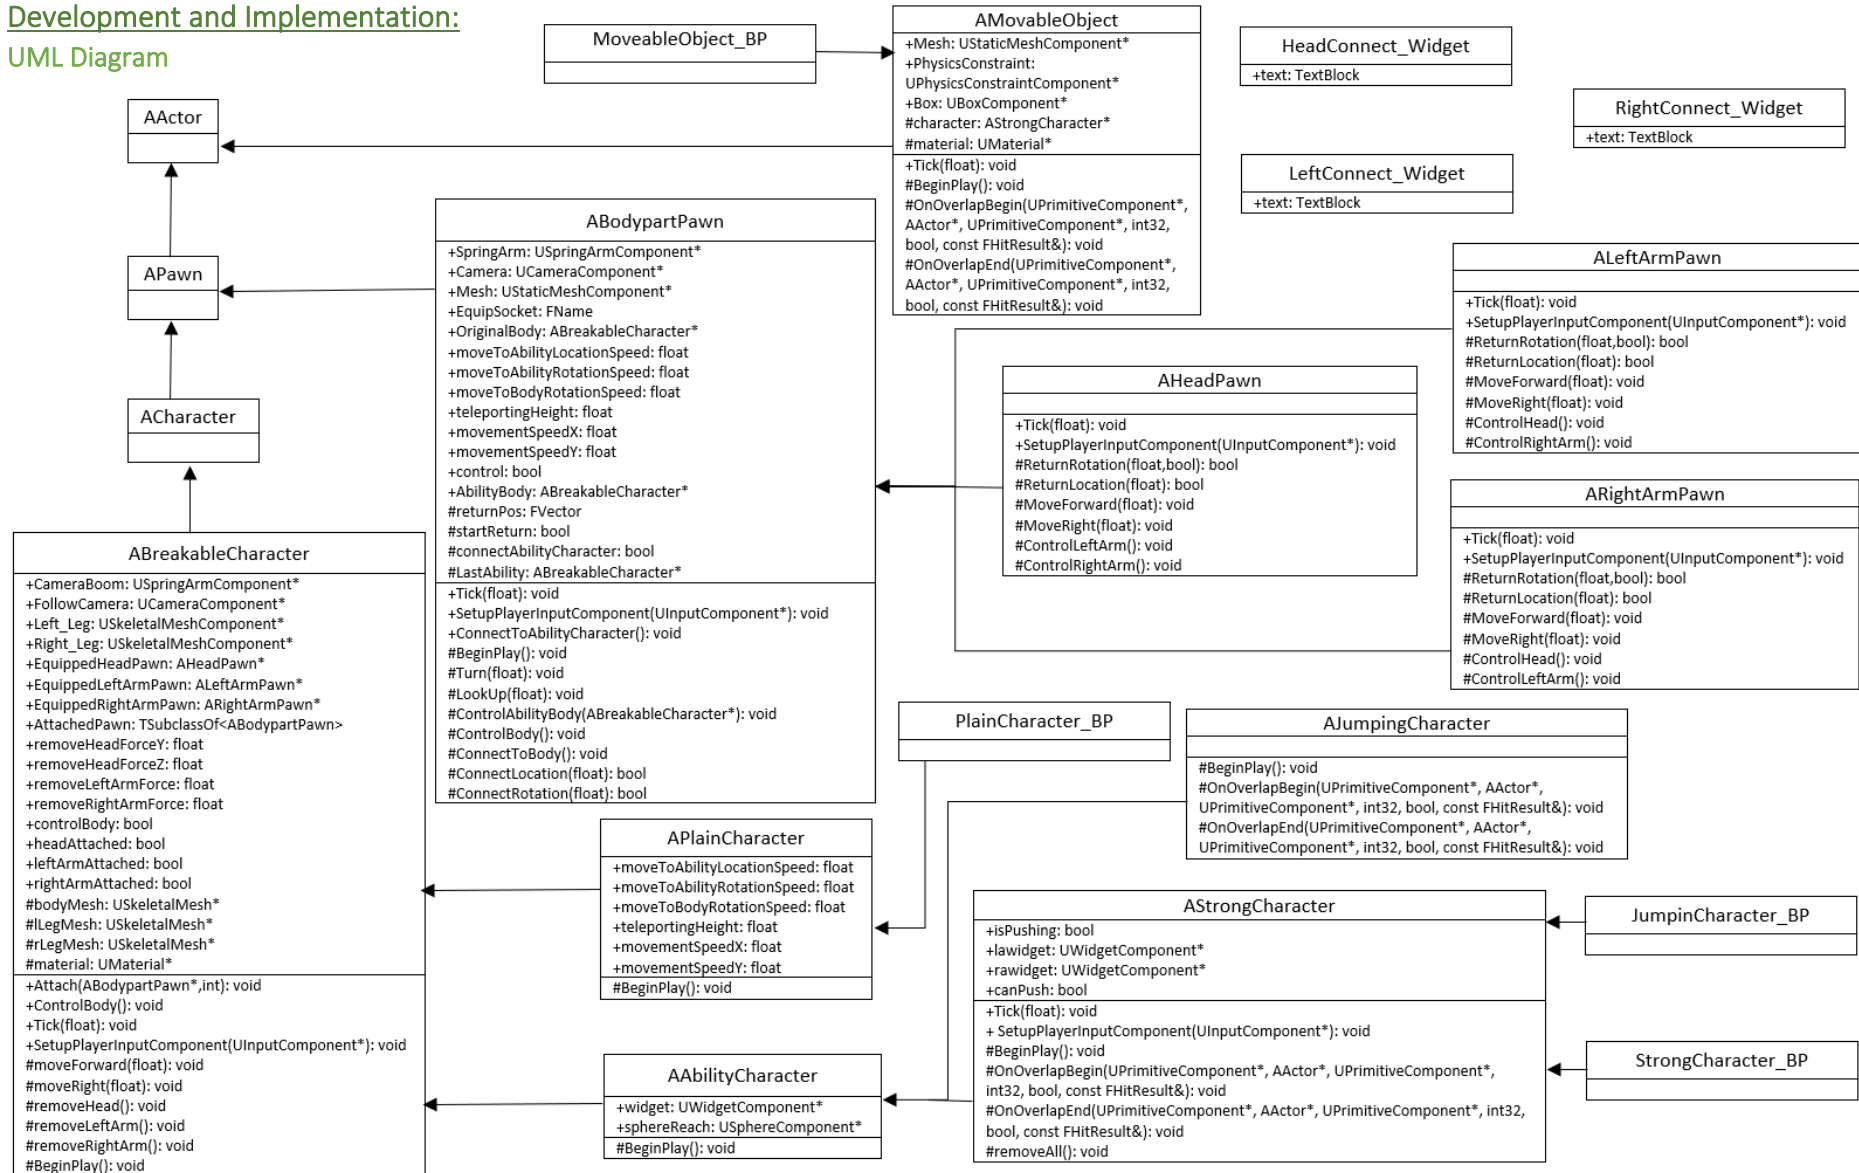 Development and Implementation:
UML Diagram
MoveableObject_BP
AMovableObject
+Mesh: UStaticMeshComponent*
+PhysicsConstraint:
UPhysicsConstraintComponent*
+Box: UBoxComponent*
#character: AStrongCharacter*
#material: UMaterial*
+Tick(float): void
#BeginPlay(): void
#OnOverlapBegin(UPrimitiveComponent*,
AActor*, UPrimitiveComponent*, int32,
bool, const FHitResult&): void
#OnOverlapEnd(UPrimitiveComponent*,
AActor*, UPrimitiveComponent*, int32,
bool, const FHitResult&): void
HeadConnect_Widget
+text: TextBlock
RightConnect_Widget
+text: TextBlock
LeftConnect_Widget
+text: TextBlock
AActor
APawn
ACharacter
ABodypartPawn
+SpringArm: USpringArmComponent*
+Camera: UCameraComponent*
+Mesh: UStaticMeshComponent*
+EquipSocket: FName
+OriginalBody: ABreakableCharacter*
+moveToAbilityLocationSpeed: float
+moveToAbilityRotationSpeed: float
+moveToBodyRotationSpeed: float
+teleportingHeight: float
+movementSpeedX: float
+movementSpeedY: float
+control: bool
+AbilityBody: ABreakableCharacter*
#returnPos: FVector
#startReturn: bool
#connectAbilityCharacter: bool
#LastAbility: ABreakableCharacter*
+Tick(float): void
+SetupPlayerInputComponent(UInputComponent*): void
+ConnectToAbilityCharacter(): void
#BeginPlay(): void
#Turn(float): void
#LookUp(float): void
#ControlAbilityBody(ABreakableCharacter*): void
#ControlBody(): void
#ConnectToBody(): void
#ConnectLocation(float): bool
#ConnectRotation(float): bool
AHeadPawn
+Tick(float): void
+SetupPlayerInputComponent(UInputComponent*): void
#ReturnRotation(float,bool): bool
#ReturnLocation(float): bool
#MoveForward(float): void
#MoveRight(float): void
#ControlLeftArm(): void
#ControlRightArm(): void
ALeftArmPawn
+Tick(float): void
+SetupPlayerInputComponent(UInputComponent*): void
#ReturnRotation(float,bool): bool
#ReturnLocation(float): bool
#MoveForward(float): void
#MoveRight(float): void
#ControlHead(): void
#ControlRightArm(): void
ARightArmPawn
+Tick(float): void
+SetupPlayerInputComponent(UInputComponent*): void
#ReturnRotation(float,bool): bool
#ReturnLocation(float): bool
#MoveForward(float): void
#MoveRight(float): void
#ControlHead(): void
#ControlLeftArm(): void
ABreakableCharacter
+CameraBoom: USpringArmComponent*
+FollowCamera: UCameraComponent*
+Left_Leg: USkeletalMeshComponent*
+Right_Leg: USkeletalMeshComponent*
+EquippedHeadPawn: AHeadPawn*
+EquippedLeftArmPawn: ALeftArmPawn*
+EquippedRightArmPawn: ARightArmPawn*
+AttachedPawn: TSubclassOf<ABodypartPawn>
+removeHeadForceY: float
+removeHeadForceZ: float
+removeLeftArmForce: float
+removeRightArmForce: float
+controlBody: bool
+headAttached: bool
+leftArmAttached: bool
+rightArmAttached: bool
#bodyMesh: USkeletalMesh*
#lLegMesh: USkeletalMesh*
#rLegMesh: USkeletalMesh*
#material: UMaterial*
+Attach(ABodypartPawn*,int): void
+ControlBody(): void
+Tick(float): void
+SetupPlayerInputComponent(UInputComponent*): void
#moveForward(float): void
#moveRight(float): void
#removeHead(): void
#removeLeftArm(): void
#removeRightArm(): void
#BeginPlay(): void
PlainCharacter_BP
APlainCharacter
+moveToAbilityLocationSpeed: float
+moveToAbilityRotationSpeed: float
+moveToBodyRotationSpeed: float
+teleportingHeight: float
+movementSpeedX: float
+movementSpeedY: float
#BeginPlay(): void
AJumpingCharacter
#BeginPlay(): void
#OnOverlapBegin(UPrimitiveComponent*, AActor*,
UPrimitiveComponent*, int32, bool, const FHitResult&): void
#OnOverlapEnd(UPrimitiveComponent*, AActor*,
UPrimitiveComponent*, int32, bool, const FHitResult&): void
AStrongCharacter
+isPushing: bool
+lawidget: UWidgetComponent*
+rawidget: UWidgetComponent*
+canPush: bool
+Tick(float): void
+ SetupPlayerInputComponent(UInputComponent*): void
#BeginPlay(): void
#OnOverlapBegin(UPrimitiveComponent*, AActor*, UPrimitiveComponent*,
int32, bool, const FHitResult&): void
#OnOverlapEnd(UPrimitiveComponent*, AActor*, UPrimitiveComponent*, int32,
bool, const FHitResult&): void
#removeAll(): void
JumpinCharacter_BP
StrongCharacter_BP
AAbilityCharacter
+widget: UWidgetComponent*
+sphereReach: USphereComponent*
#BeginPlay(): void